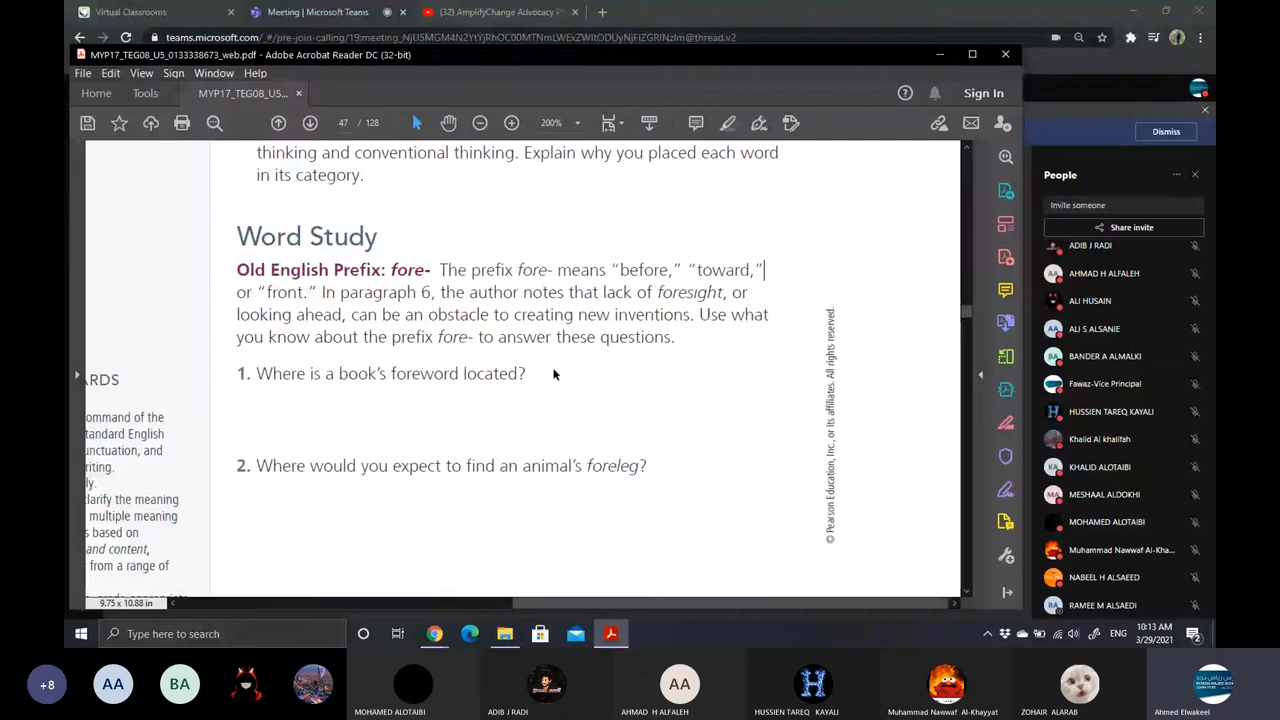 Virtual Classrooms
Meeting | Microsoft Teams
(32) AmplifyChange Advocacy P
MYP17_TEG08_U5_0133338673_web.pdf - Adobe Acrobat Reader DC (32-bit)
File Edit View Sign Window Help
Home Tools MYP17_TEG08_U5... Sign In
47 / 128 200%
Dismiss
thinking and conventional thinking. Explain why you placed each word
in its category.
Word Study
Old English Prefix: fore- The prefix fore- means “before,” “toward,”
or “front.” In paragraph 6, the author notes that lack of foresight, or
looking ahead, can be an obstacle to creating new inventions. Use what
you know about the prefix fore- to answer these questions.
1. Where is a book’s foreword located?
2. Where would you expect to find an animal’s foreleg?
ARDS
ommand of the
tandard English
unctuation, and
riting.
ly.
larify the meaning
multiple meaning
s based on
and content,
from a range of
© Pearson Education, Inc., or its affiliates. All rights reserved.
9.75 x 10.88 in
People
Invite someone
Share invite
ADIB J RADI
AHMAD H ALFALEH
ALI HUSAIN
ALI S ALSANIE
BANDER A ALMALKI
Fawaz-Vice Principal
HUSSIEN TAREQ KAYALI
Khalid Al khalifah
KHALID ALOTAIBI
MESHAAL ALDOKHI
MOHAMED ALOTAIBI
Muhammad Nawwaf Al-Kha...
NABEEL H ALSAEED
RAMEE M ALSAEDI
AA
BA
MA
RA
Type here to search
ENG
10:13 AM
3/29/2021
2
+8
AA
BA
AA
MOHAMED ALOTAIBI
ADIB J RADI
AHMAD H ALFALEH
HUSSIEN TAREQ KAYALI
Muhammad Nawwaf Al-Khayyat
ZOHAIR ALARAB
Ahmed Elwakeel